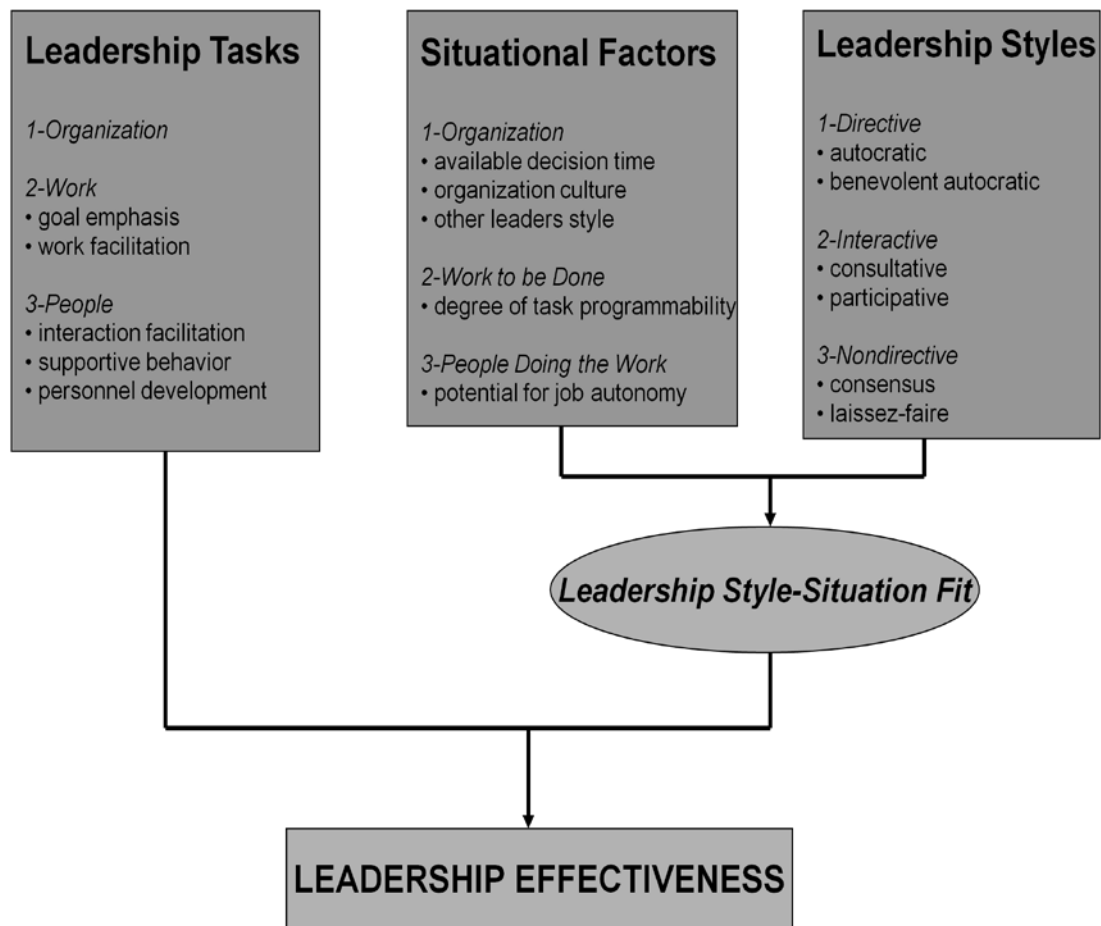 Leadership Tasks
1-Organization
2-Work
• goal emphasis
• work facilitation
3-People
• interaction facilitation
• supportive behavior
• personnel development
Situational Factors
1-Organization
• available decision time
• organization culture
• other leaders style
2-Work to be Done
• degree of task programmability
3-People Doing the Work
• potential for job autonomy
Leadership Styles
1-Directive
• autocratic
• benevolent autocratic
2-Interactive
• consultative
• participative
3-Nondirective
• consensus
• laissez-faire
Leadership Style-Situation Fit
LEADERSHIP EFFECTIVENESS